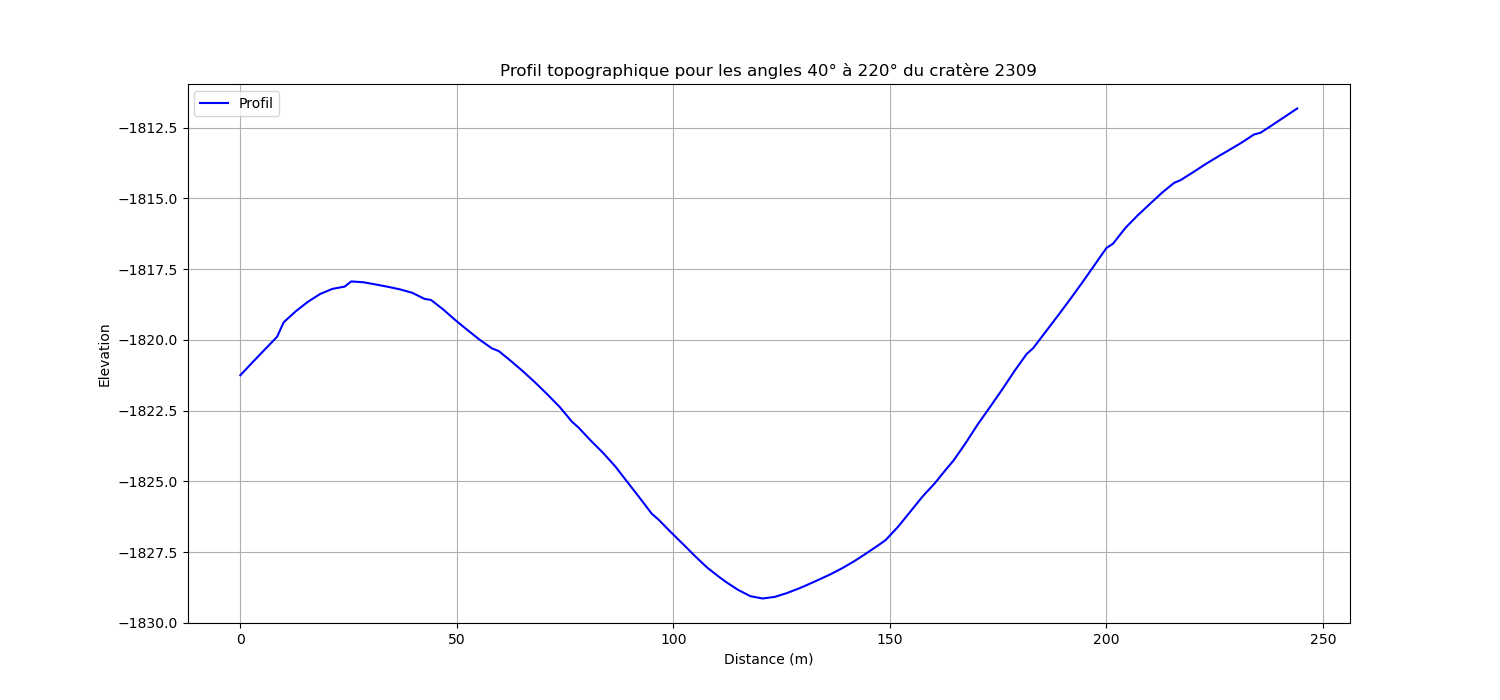 Profil topographique pour les angles 40° à 220° du cratère 2309
Profil
−1812.5
−1815.0
−1817.5
−1820.0
−1822.5
−1825.0
−1827.5
−1830.0
Elevation
0 50 100 150 200 250
Distance (m)